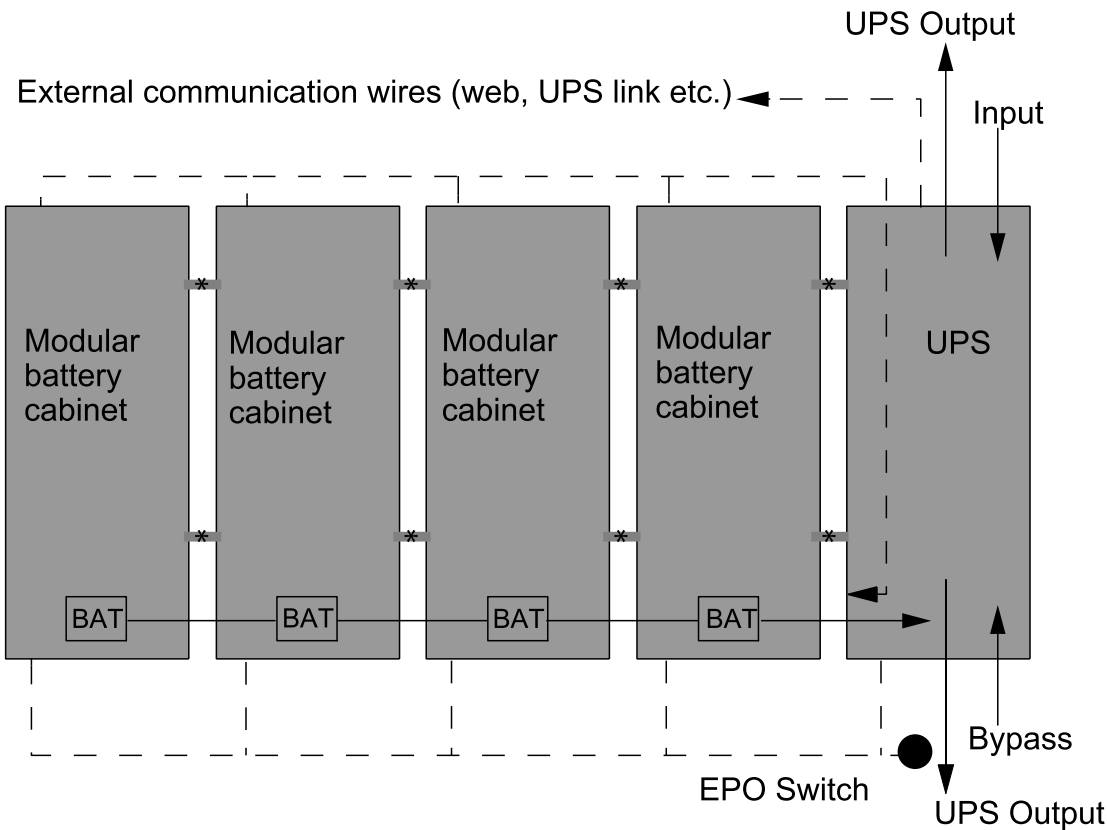 UPS Output
External communication wires (web, UPS link etc.)
Input
*
*
*
*
Modular
battery
cabinet
Modular
battery
cabinet
Modular
battery
cabinet
Modular
battery
cabinet
UPS
*
*
*
*
BAT
BAT
BAT
BAT
Bypass
EPO Switch
UPS Output